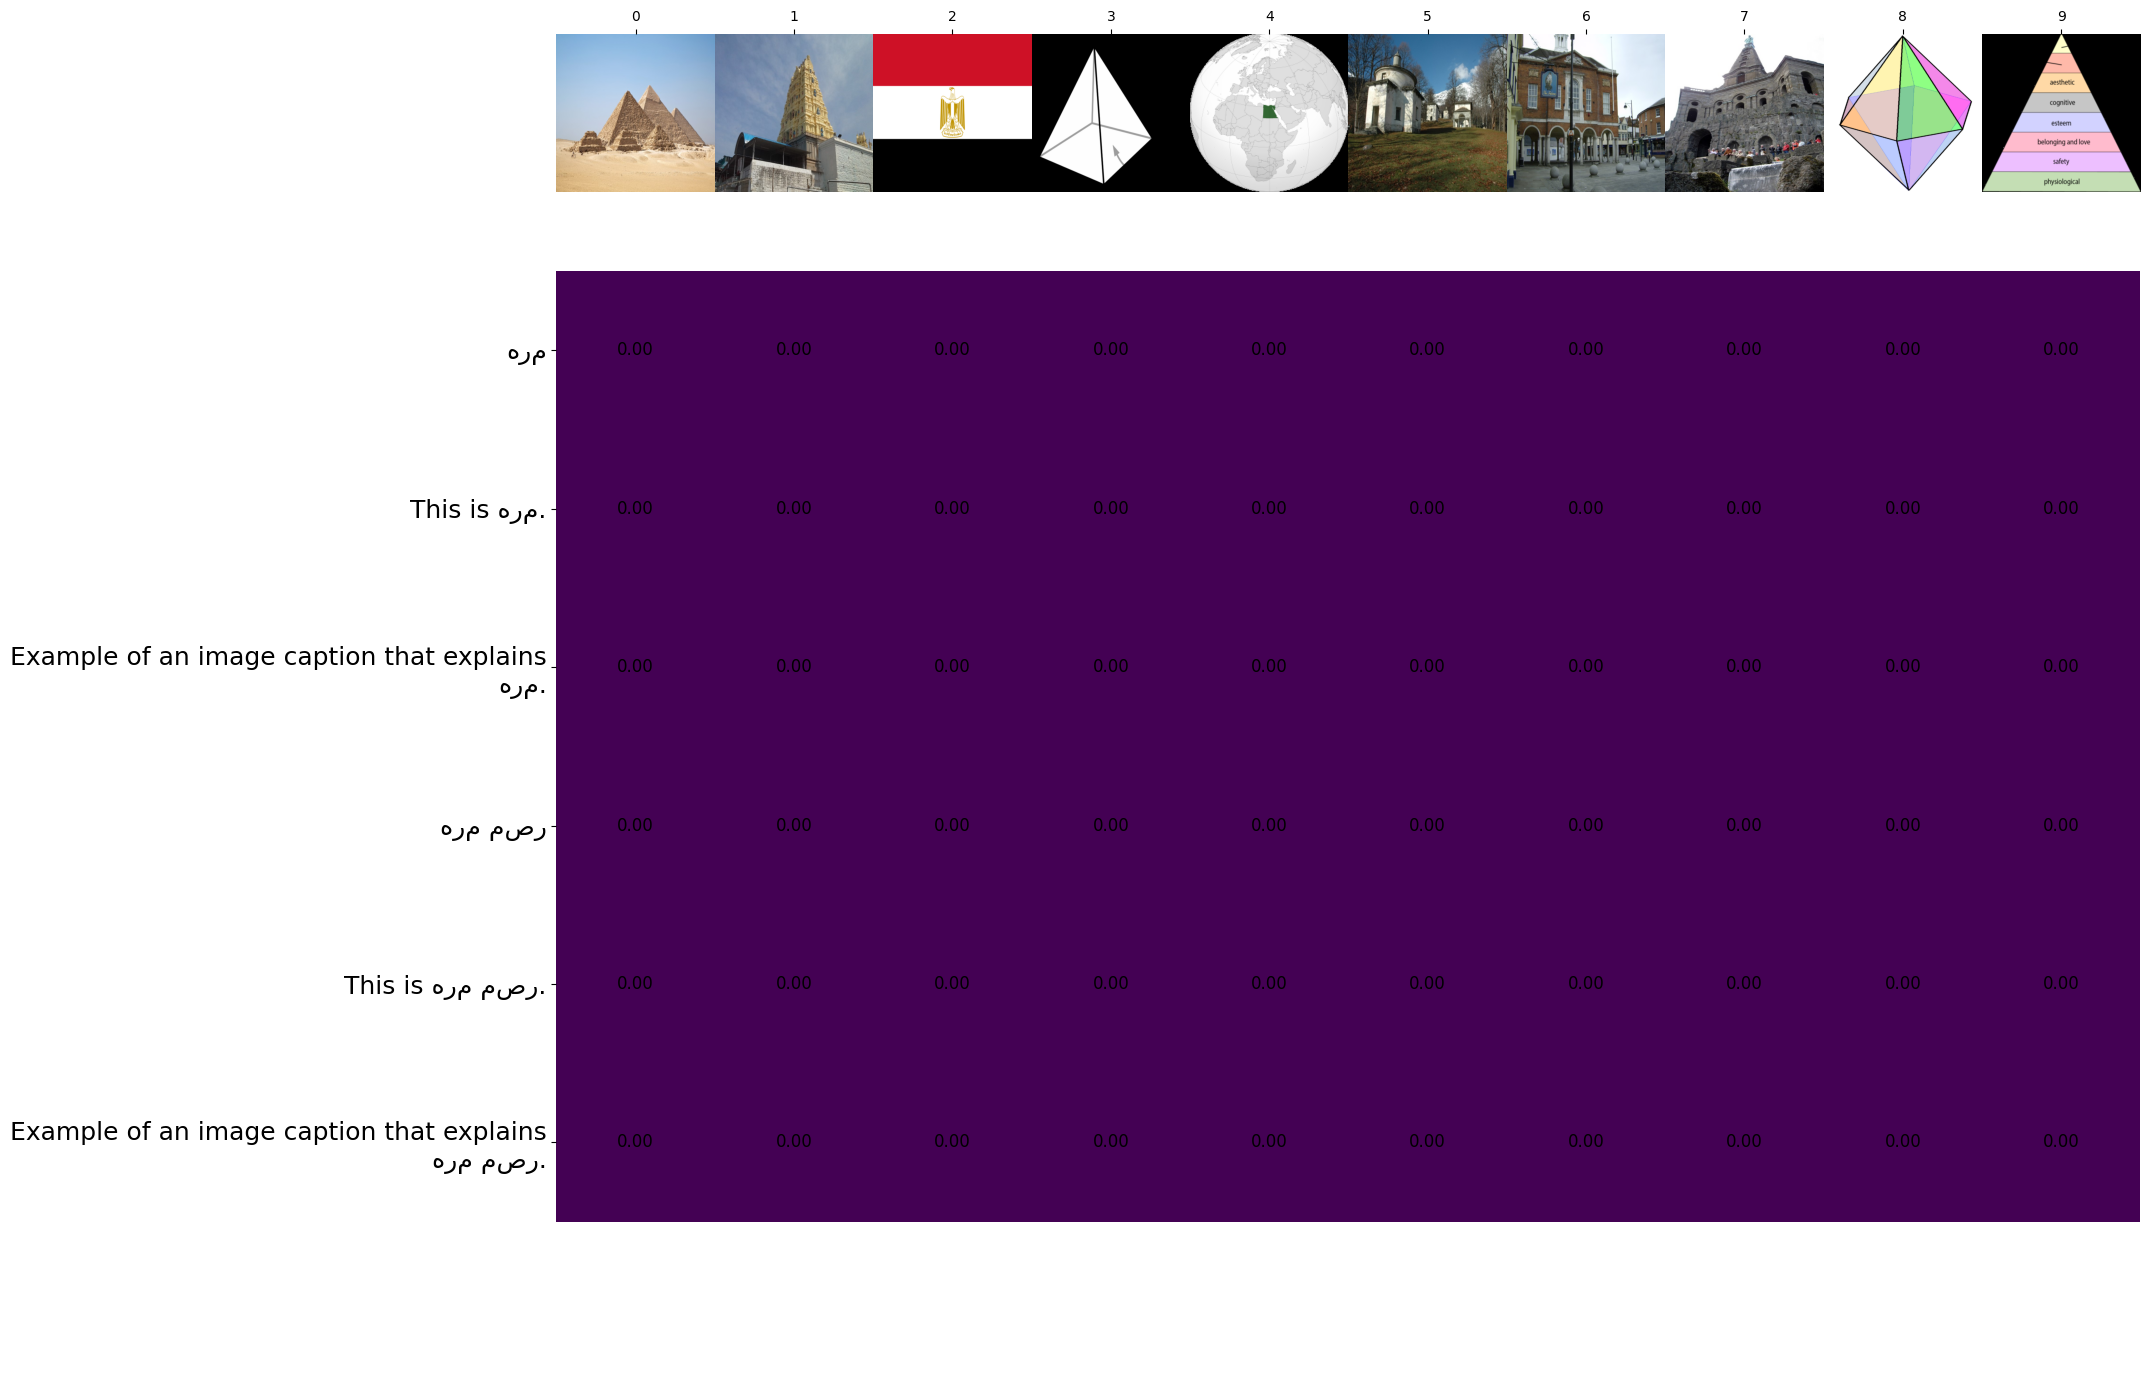 0 1 2 3 4 5 6 7 8 9
aesthetic
cognitive
esteem
belonging and love
safety
physiological
هرم
0.00 0.00 0.00 0.00 0.00 0.00 0.00 0.00 0.00 0.00
This is هرم.
0.00 0.00 0.00 0.00 0.00 0.00 0.00 0.00 0.00 0.00
Example of an image caption that explains
هرم.
0.00 0.00 0.00 0.00 0.00 0.00 0.00 0.00 0.00 0.00
هرم مصر
0.00 0.00 0.00 0.00 0.00 0.00 0.00 0.00 0.00 0.00
This is هرم مصر.
0.00 0.00 0.00 0.00 0.00 0.00 0.00 0.00 0.00 0.00
Example of an image caption that explains
هرم مصر.
0.00 0.00 0.00 0.00 0.00 0.00 0.00 0.00 0.00 0.00